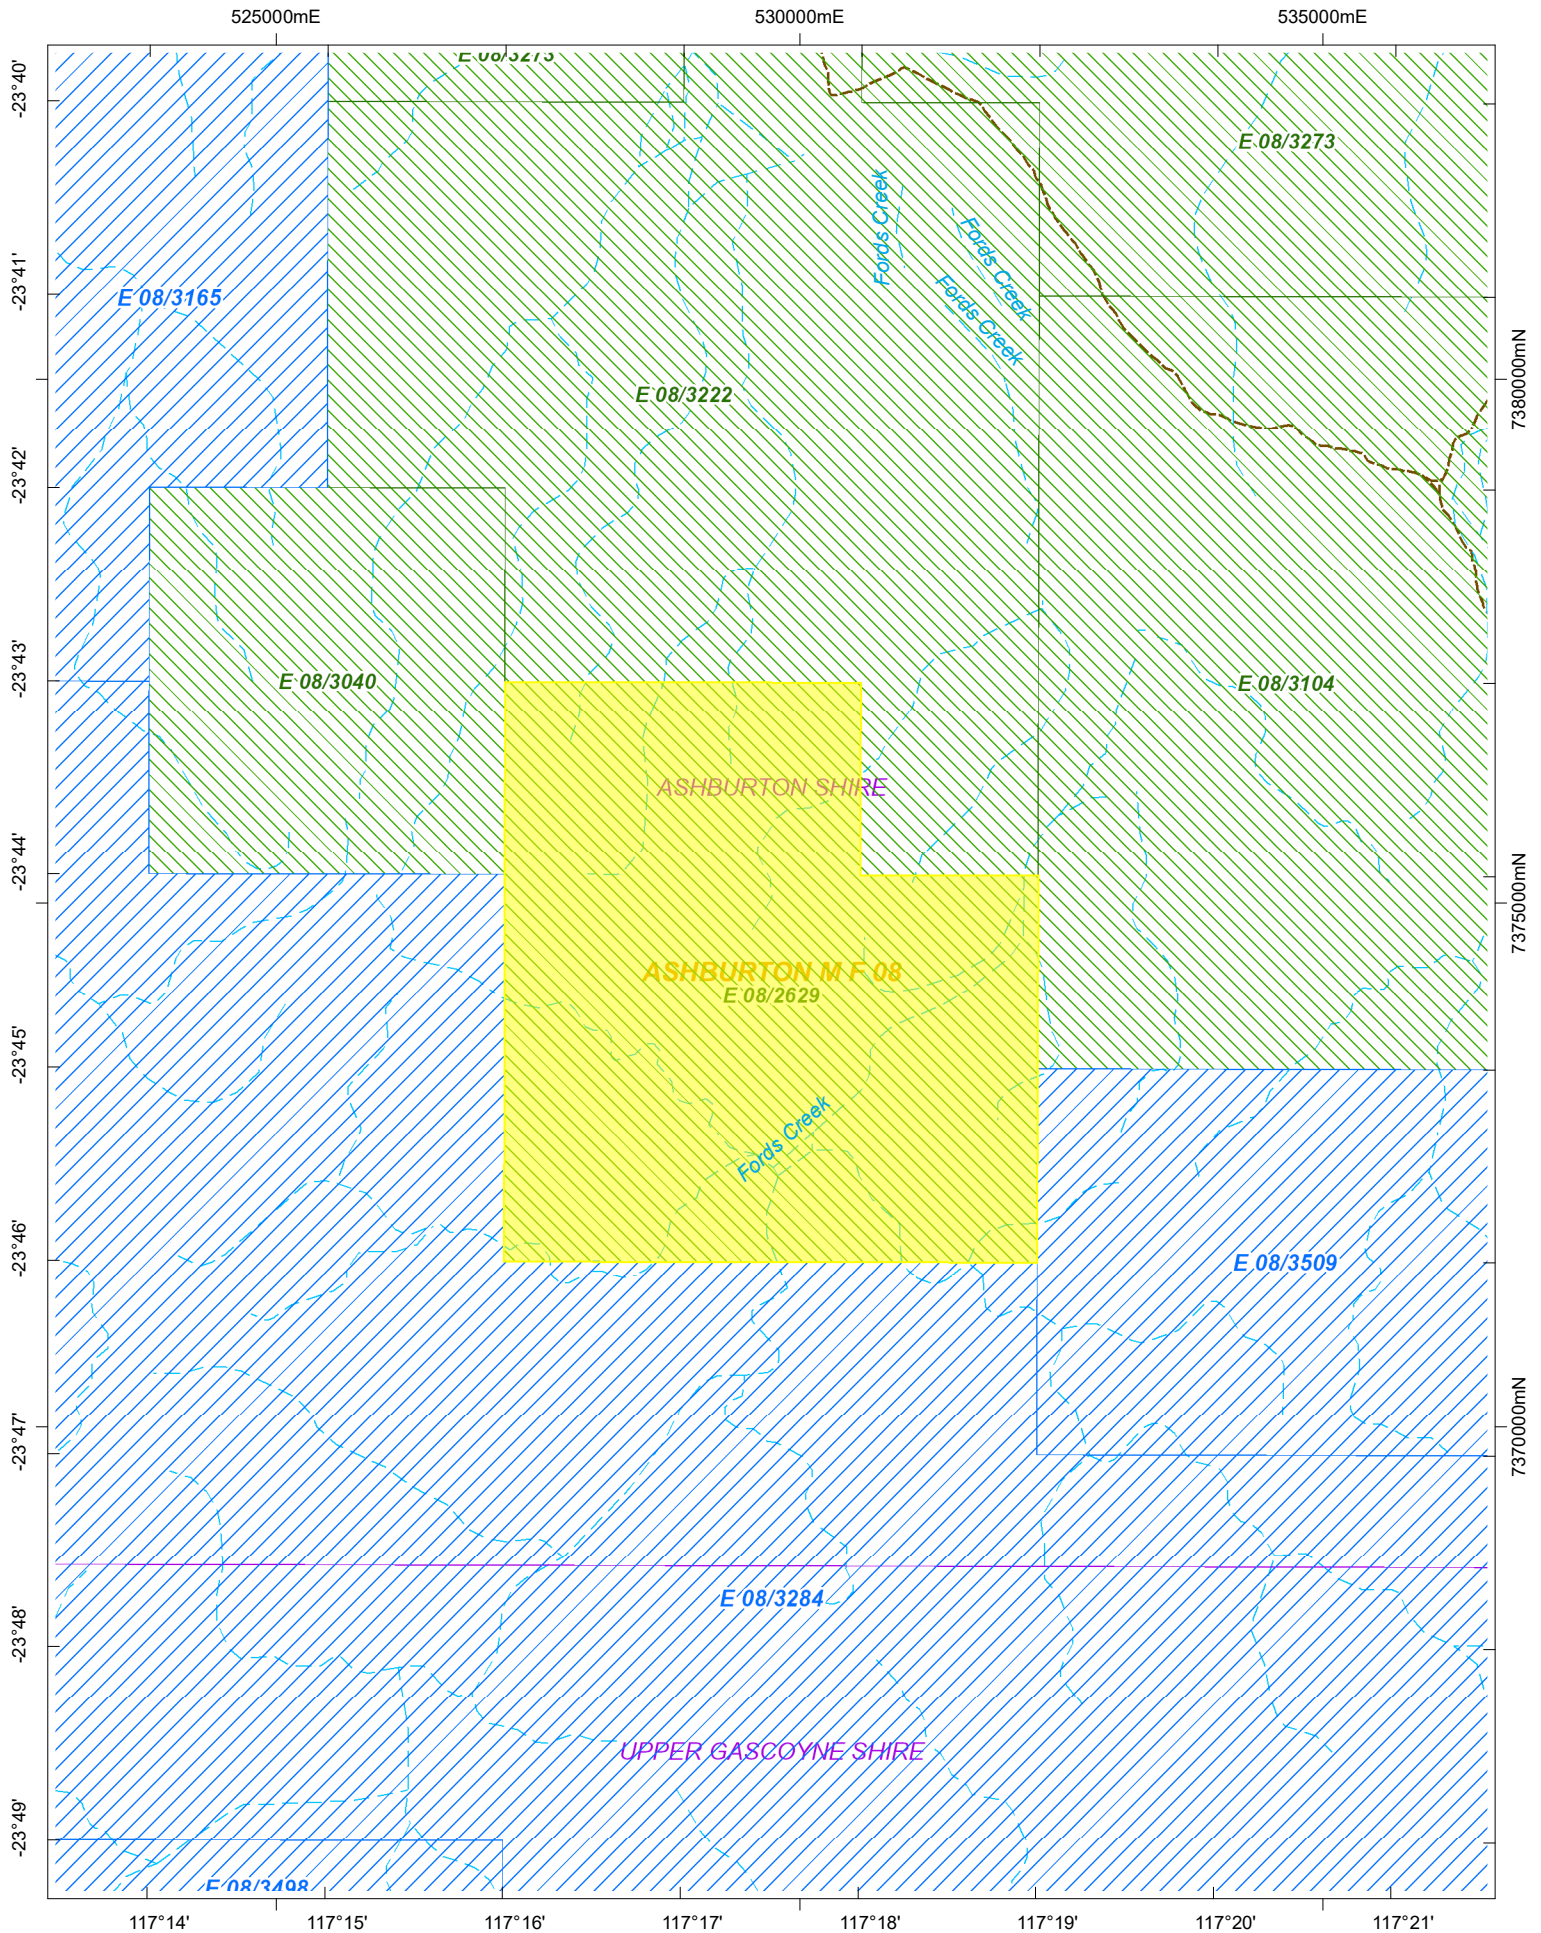 525000mE
530000mE
535000mE
-23°40'
E 08/3273
E 08/3273
Fords Creek
Fords Creek
Fords Creek
-23°41'
E 08/3165
7380000mN
E 08/3222
-23°42'
-23°43'
E 08/3040
E 08/3104
ASHBURTON SHIRE
-23°44'
7375000mN
ASHBURTON M F 08
E 08/2629
-23°45'
Fords Creek
-23°46'
E 08/3509
-23°47'
7370000mN
E 08/3284
-23°48'
UPPER GASCOYNE SHIRE
-23°49'
E 08/3498
117°14'
117°15'
117°16'
117°17'
117°18'
117°19'
117°20'
117°21'